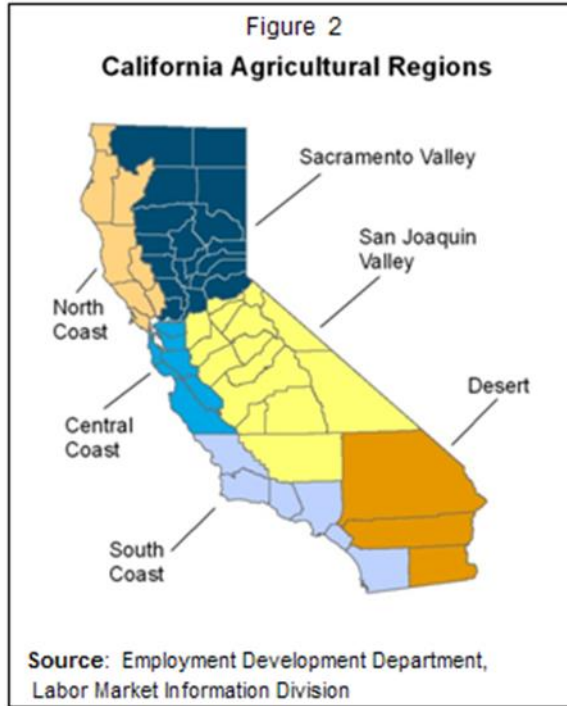 Figure 2
California Agricultural Regions
Sacramento Valley
San Joaquin
Valley
North
Coast
Desert
Central
Coast
South
Coast
Source: Employment Development Department,
Labor Market Information Division